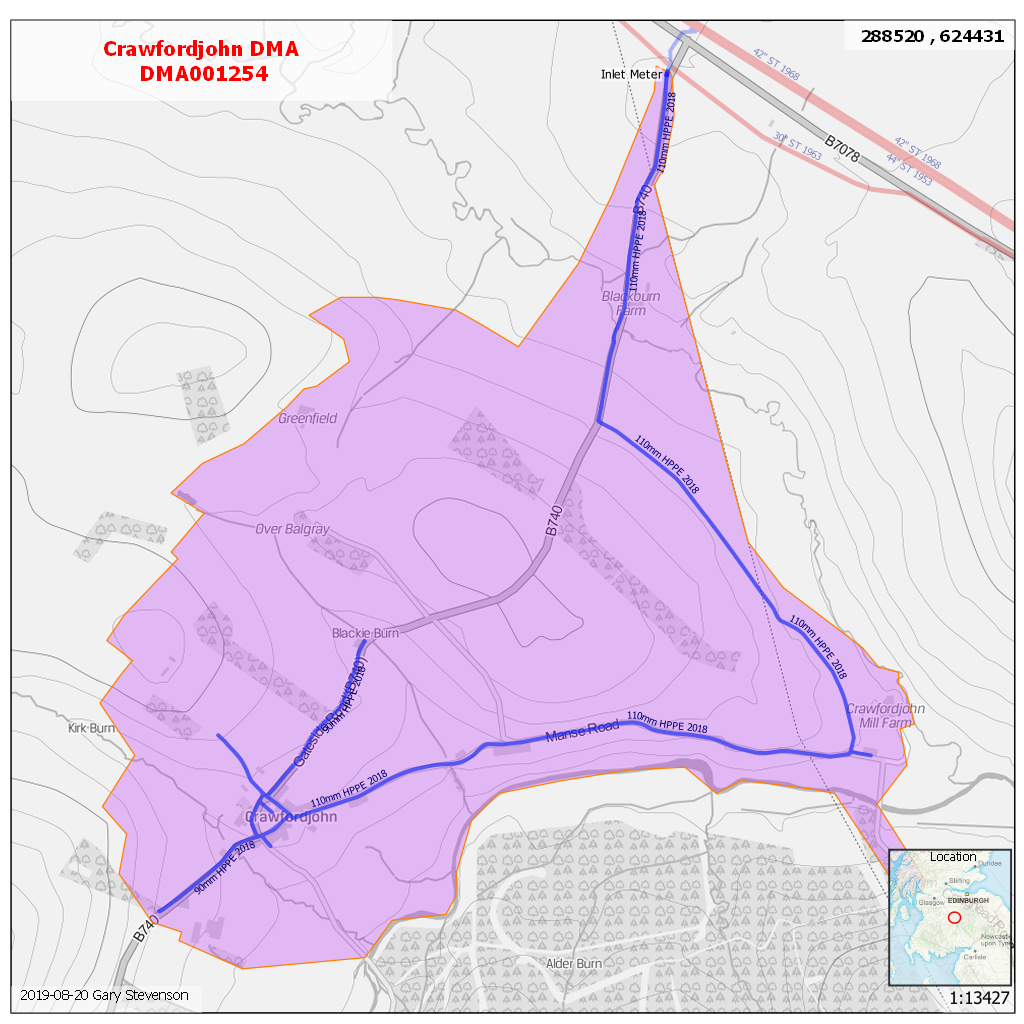 Crawfordjohn DMA
DMA001254
288520 , 624431
Inlet Meter
42" ST 1968
30" ST 1963
B7078
42" ST 1968
44" ST 1953
110mm HPPE 2018
B740
110mm HPPE 2018
Blackburn
Farm
Greenfield
110mm HPPE 2018
B740
Over Balgray
Blackie Burn
110mm HPPE 2018
Gateside Road (B740)
90mm HPPE 2018
Crawfordjohn
Mill Farm
Kirk Burn
Manse Road
110mm HPPE 2018
110mm HPPE 2018
Crawfordjohn
90mm HPPE 2018
B740
Alder Burn
Location
Dundee
Stirling
Glasgow
EDINBURGH
Newcastle
upon Tyne
Carlisle
2019-08-20 Gary Stevenson
1:13427